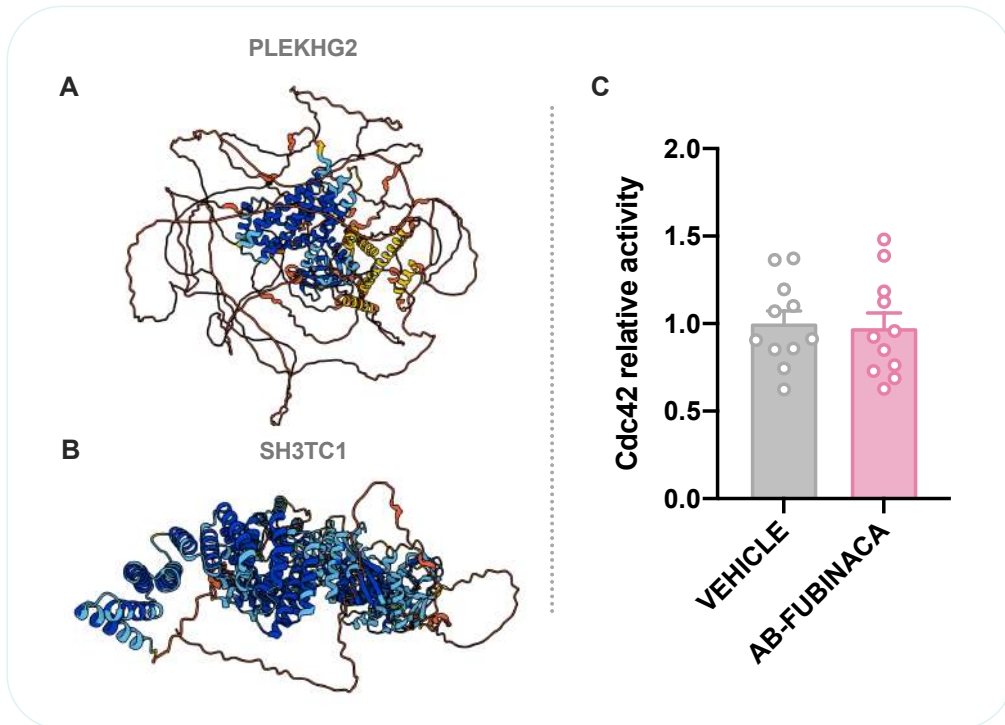 PLEKHG2
A
B
SH3TC1
C
Cdc42 relative activity
2.0
1.5
1.0
0.5
0.0
VEHICLE
AB-FUBINACA